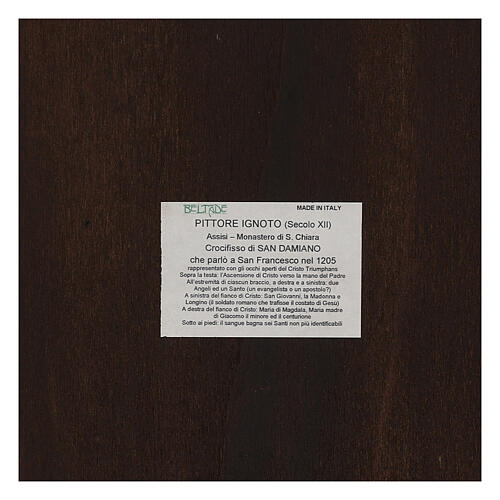 BELTADE MADE IN ITALY
PITTORE IGNOTO (Secolo XII)
Assisi – Monastero di S. Chiara
Crocifisso di SAN DAMIANO
che parlò a San Francesco nel 1205
rappresentato con gli occhi aperti del Cristo Triumphans
Sopra la testa: l'Ascensione di Cristo verso la mano del Padre
All'estremità di ciascun braccio, a destra e a sinistra: due
Angeli ed un Santo (un evangelista o un apostolo?)
A sinistra del fianco di Cristo: San Giovanni, la Madonna e
Longino (il soldato romano che trafisse il costato di Gesù)
A destra del fianco di Cristo: Maria di Magdala, Maria madre
di Giacomo il minore ed il centurione
Sotto ai piedi: il sangue bagna sei Santi non più identificabili